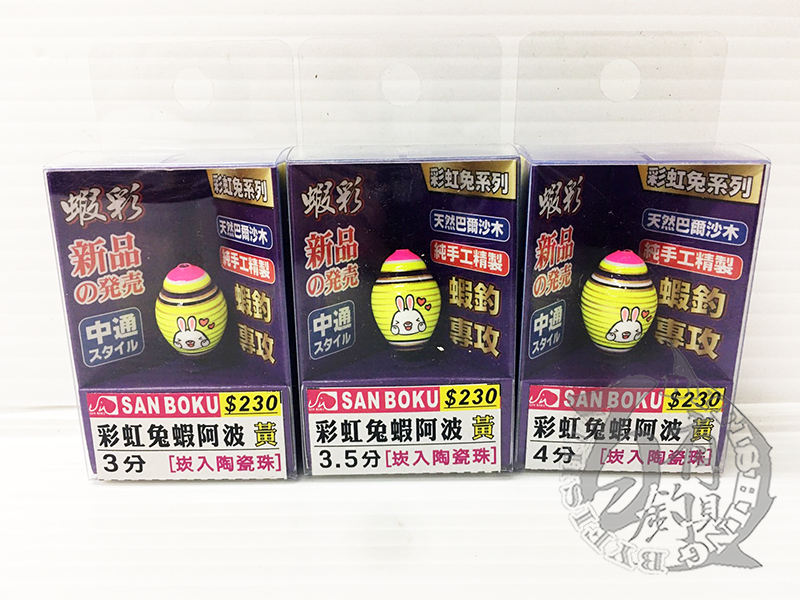 彩虹兔系列
蝦彩
天然巴爾沙木
新品
の発売
純手工精製
蝦釣
專攻
中通
スタイル
SAN BOKU $230
彩虹兔蝦阿波 黃
3分 [崁入陶瓷珠]
彩虹兔系列
蝦彩
天然巴爾沙木
新品
の発売
純手工精製
蝦釣
專攻
中通
スタイル
SAN BOKU $230
彩虹兔蝦阿波 黃
3.5分 [崁入陶瓷珠]
彩虹兔系列
蝦彩
天然巴爾沙木
新品
の発売
純手工精製
蝦釣
專攻
中通
スタイル
SAN BOKU $230
彩虹兔蝦阿波 黃
4分 [崁入陶瓷珠]